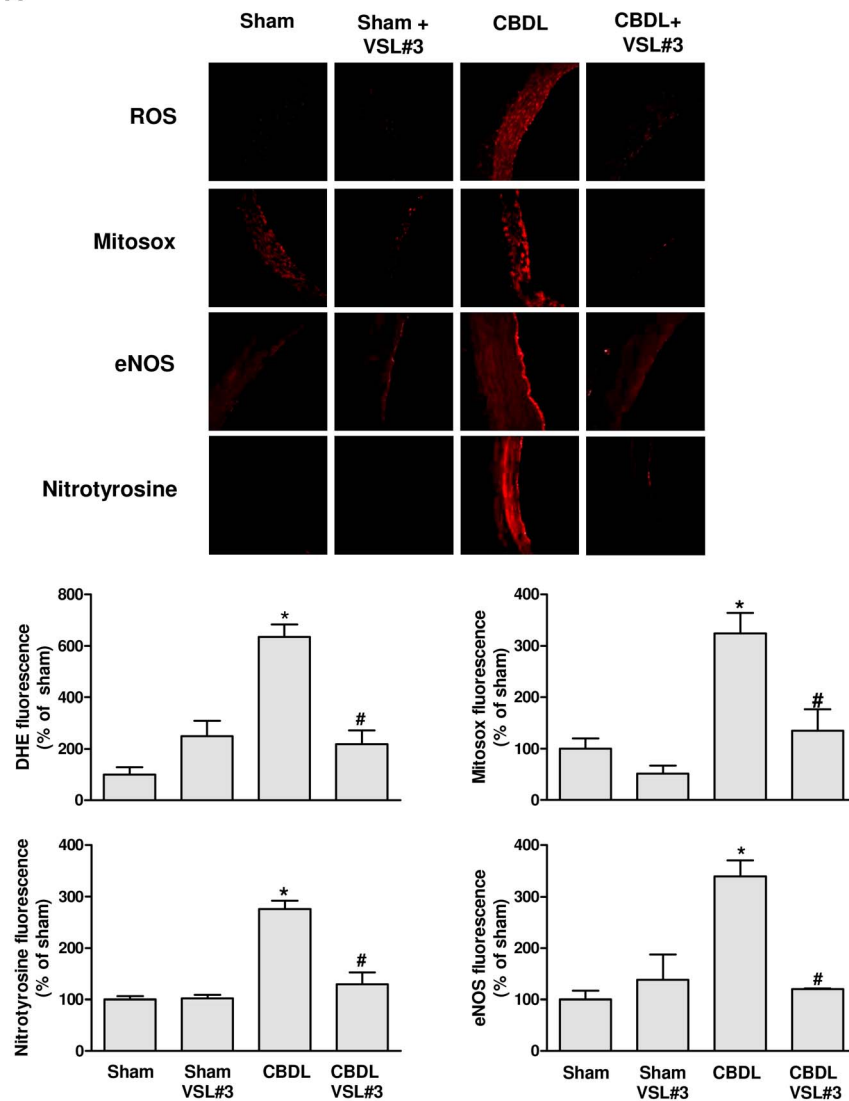 Sham
Sham +
VSL#3
CBDL
CBDL+
VSL#3
ROS
Mitosox
eNOS
Nitrotyrosine
DHE fluorescence
(% of sham)
800
600
400
200
0
*
#
Mitosox fluorescence
(% of sham)
400
300
200
100
0
*
#
Nitrotyrosine fluorescence
(% of sham)
400
300
200
100
0
*
#
Sham
Sham
VSL#3
CBDL
CBDL
VSL#3
eNOS fluorescence
(% of sham)
400
300
200
100
0
*
#
Sham
Sham
VSL#3
CBDL
CBDL
VSL#3